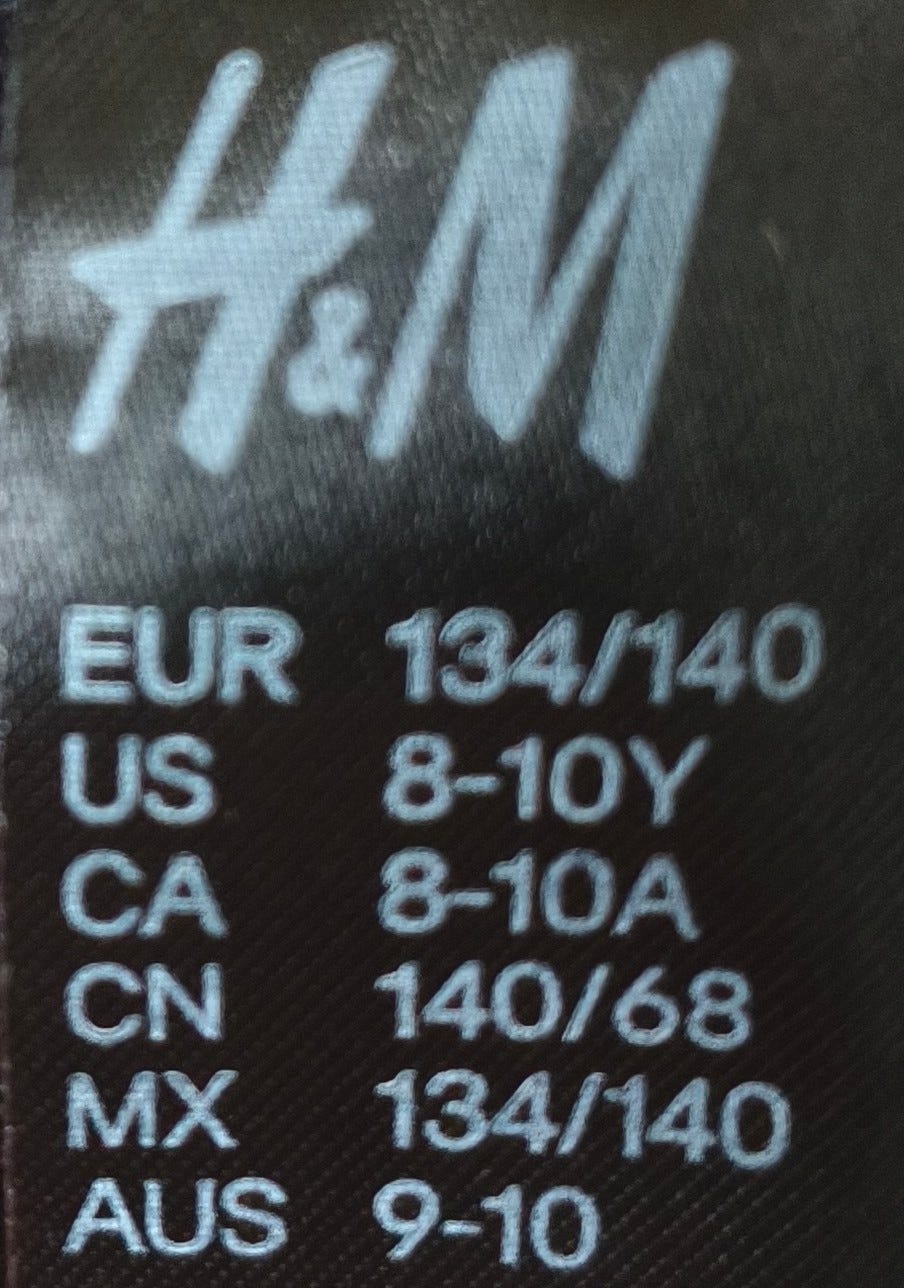 H&M
EUR 134/140
US 8-10Y
CA 8-10A
CN 140/68
MX 134/140
AUS 9-10